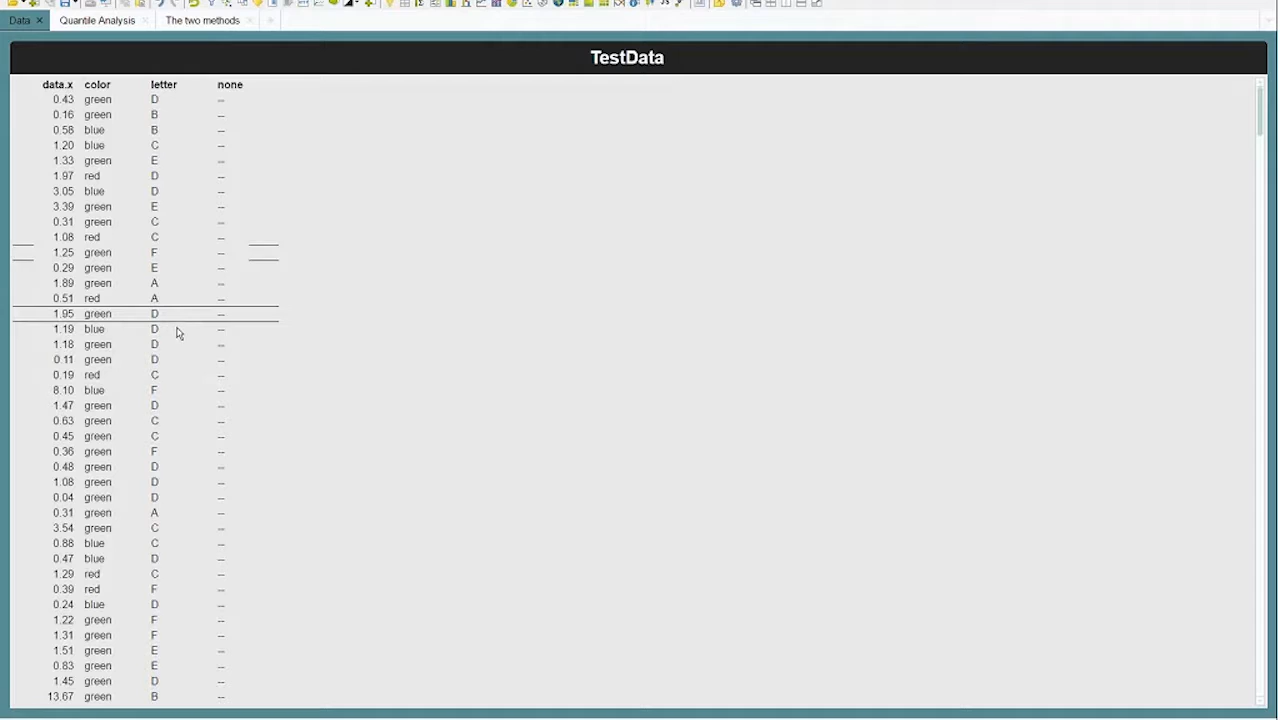 Data Quantile Analysis The two methods
TestData
data.x color letter none
0.43 green D --
0.16 green B --
0.58 blue B --
1.20 blue C --
1.33 green E --
1.97 red D --
3.05 blue D --
3.39 green E --
0.31 green C --
1.08 red C --
1.25 green F --
0.29 green E --
1.89 green A --
0.51 red A --
1.95 green D --
1.19 blue D --
1.18 green D --
0.11 green D --
0.19 red C --
8.10 blue F --
1.47 green D --
0.63 green C --
0.45 green C --
0.36 green F --
0.48 green D --
1.08 green D --
0.04 green D --
0.31 green A --
3.54 green C --
0.88 blue C --
0.47 blue D --
1.29 red C --
0.39 red F --
0.24 blue D --
1.22 green F --
1.31 green F --
1.51 green E --
0.83 green E --
1.45 green D --
13.67 green B --